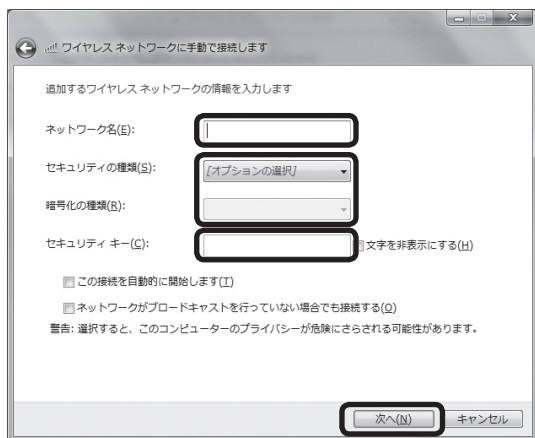 ワイヤレス ネットワークに手動で接続します
追加するワイヤレス ネットワークの情報を入力します
ネットワーク名(E):
セキュリティの種類(S):
[オプションの選択]
暗号化の種類(R):
セキュリティ キー(C):
文字を非表示にする(H)
この接続を自動的に開始します(T)
ネットワークがブロードキャストを行っていない場合でも接続する(O)
警告: 選択すると、このコンピューターのプライバシーが危険にさらされる可能性があります。
次へ(N) キャンセル